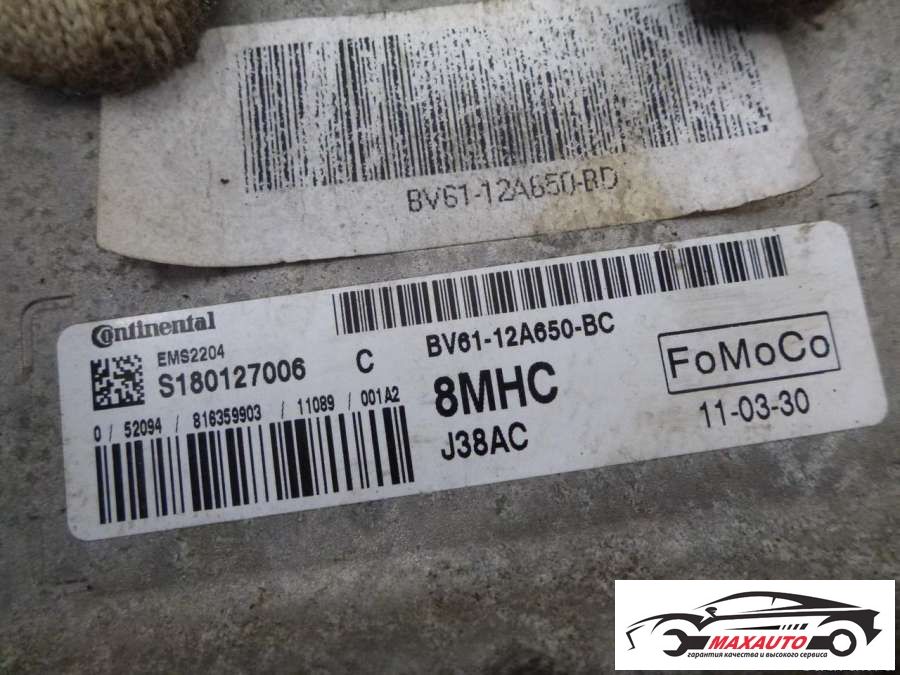 BV61-12A650-BD
Continental
EMS2204
S180127006
C
BV61-12A650-BC
8MHC
J38AC
FoMoCo
11-03-30
0 / 52094 / 816359903 / 11089 / 001A2
MAXAUTO
гарантия качества и высокого сервиса